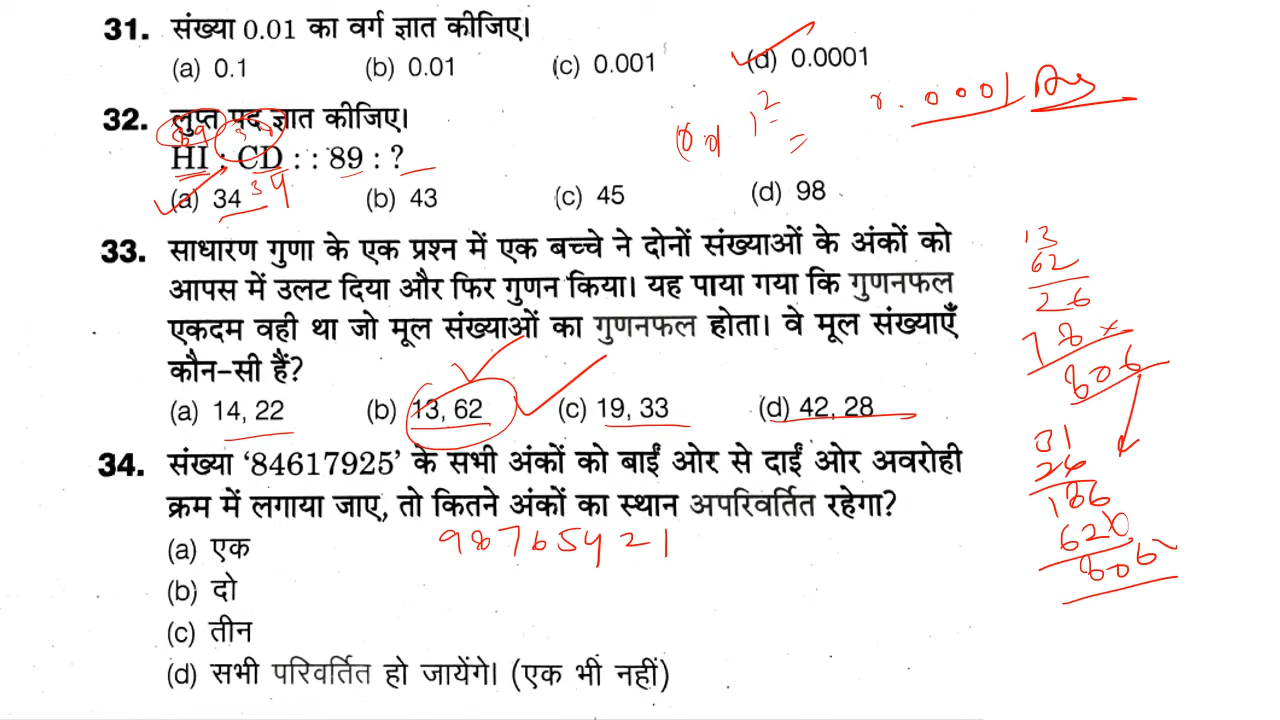 31. संख्या 0.01 का वर्ग ज्ञात कीजिए।
(a) 0.1 (b) 0.01 (c) 0.001 (d) 0.0001
0.0001 Ans
32. लुप्त पद ज्ञात कीजिए।
HI : CD : : 89 : ?
(a) 34 (b) 43 (c) 45 (d) 98
34
33. साधारण गुणा के एक प्रश्न में एक बच्चे ने दोनों संख्याओं के अंकों को
आपस में उलट दिया और फिर गुणन किया। यह पाया गया कि गुणनफल
एकदम वही था जो मूल संख्याओं का गुणनफल होता। वे मूल संख्याएँ
कौन-सी हैं?
(a) 14, 22 (b) 13, 62 (c) 19, 33 (d) 42, 28
13
62
26
78×
806
31
26
186
620
806
34. संख्या ‘84617925’ के सभी अंकों को बाईं ओर से दाईं ओर अवरोही
क्रम में लगाया जाए, तो कितने अंकों का स्थान अपरिवर्तित रहेगा?
98765421
(a) एक
(b) दो
(c) तीन
(d) सभी परिवर्तित हो जायेंगे। (एक भी नहीं)